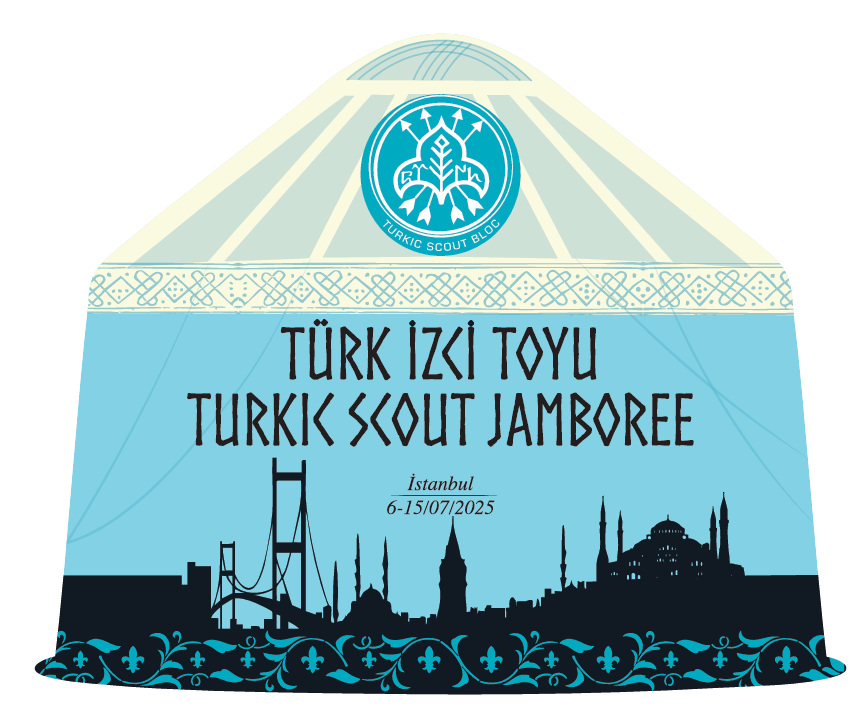 TURKIC SCOUT BLOC
TÜRK İZCİ TOYU
TURKIC SCOUT JAMBOREE
İstanbul
6-15/07/2025